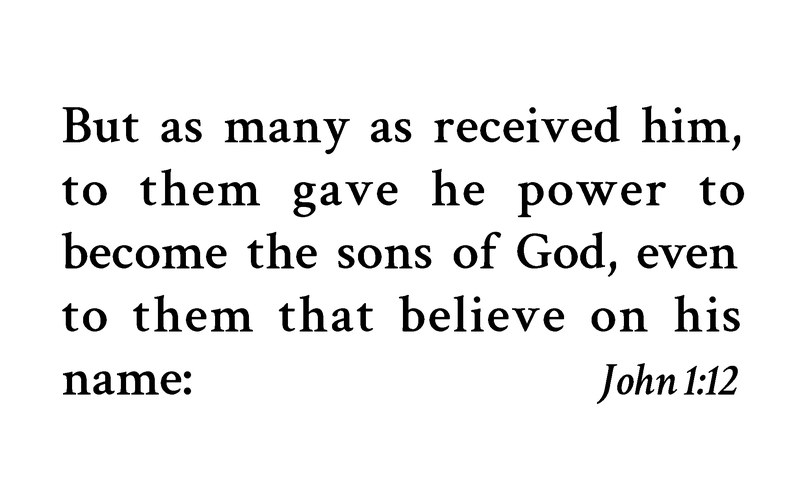 But as many as received him,
to them gave he power to
become the sons of God, even
to them that believe on his
name: John 1:12